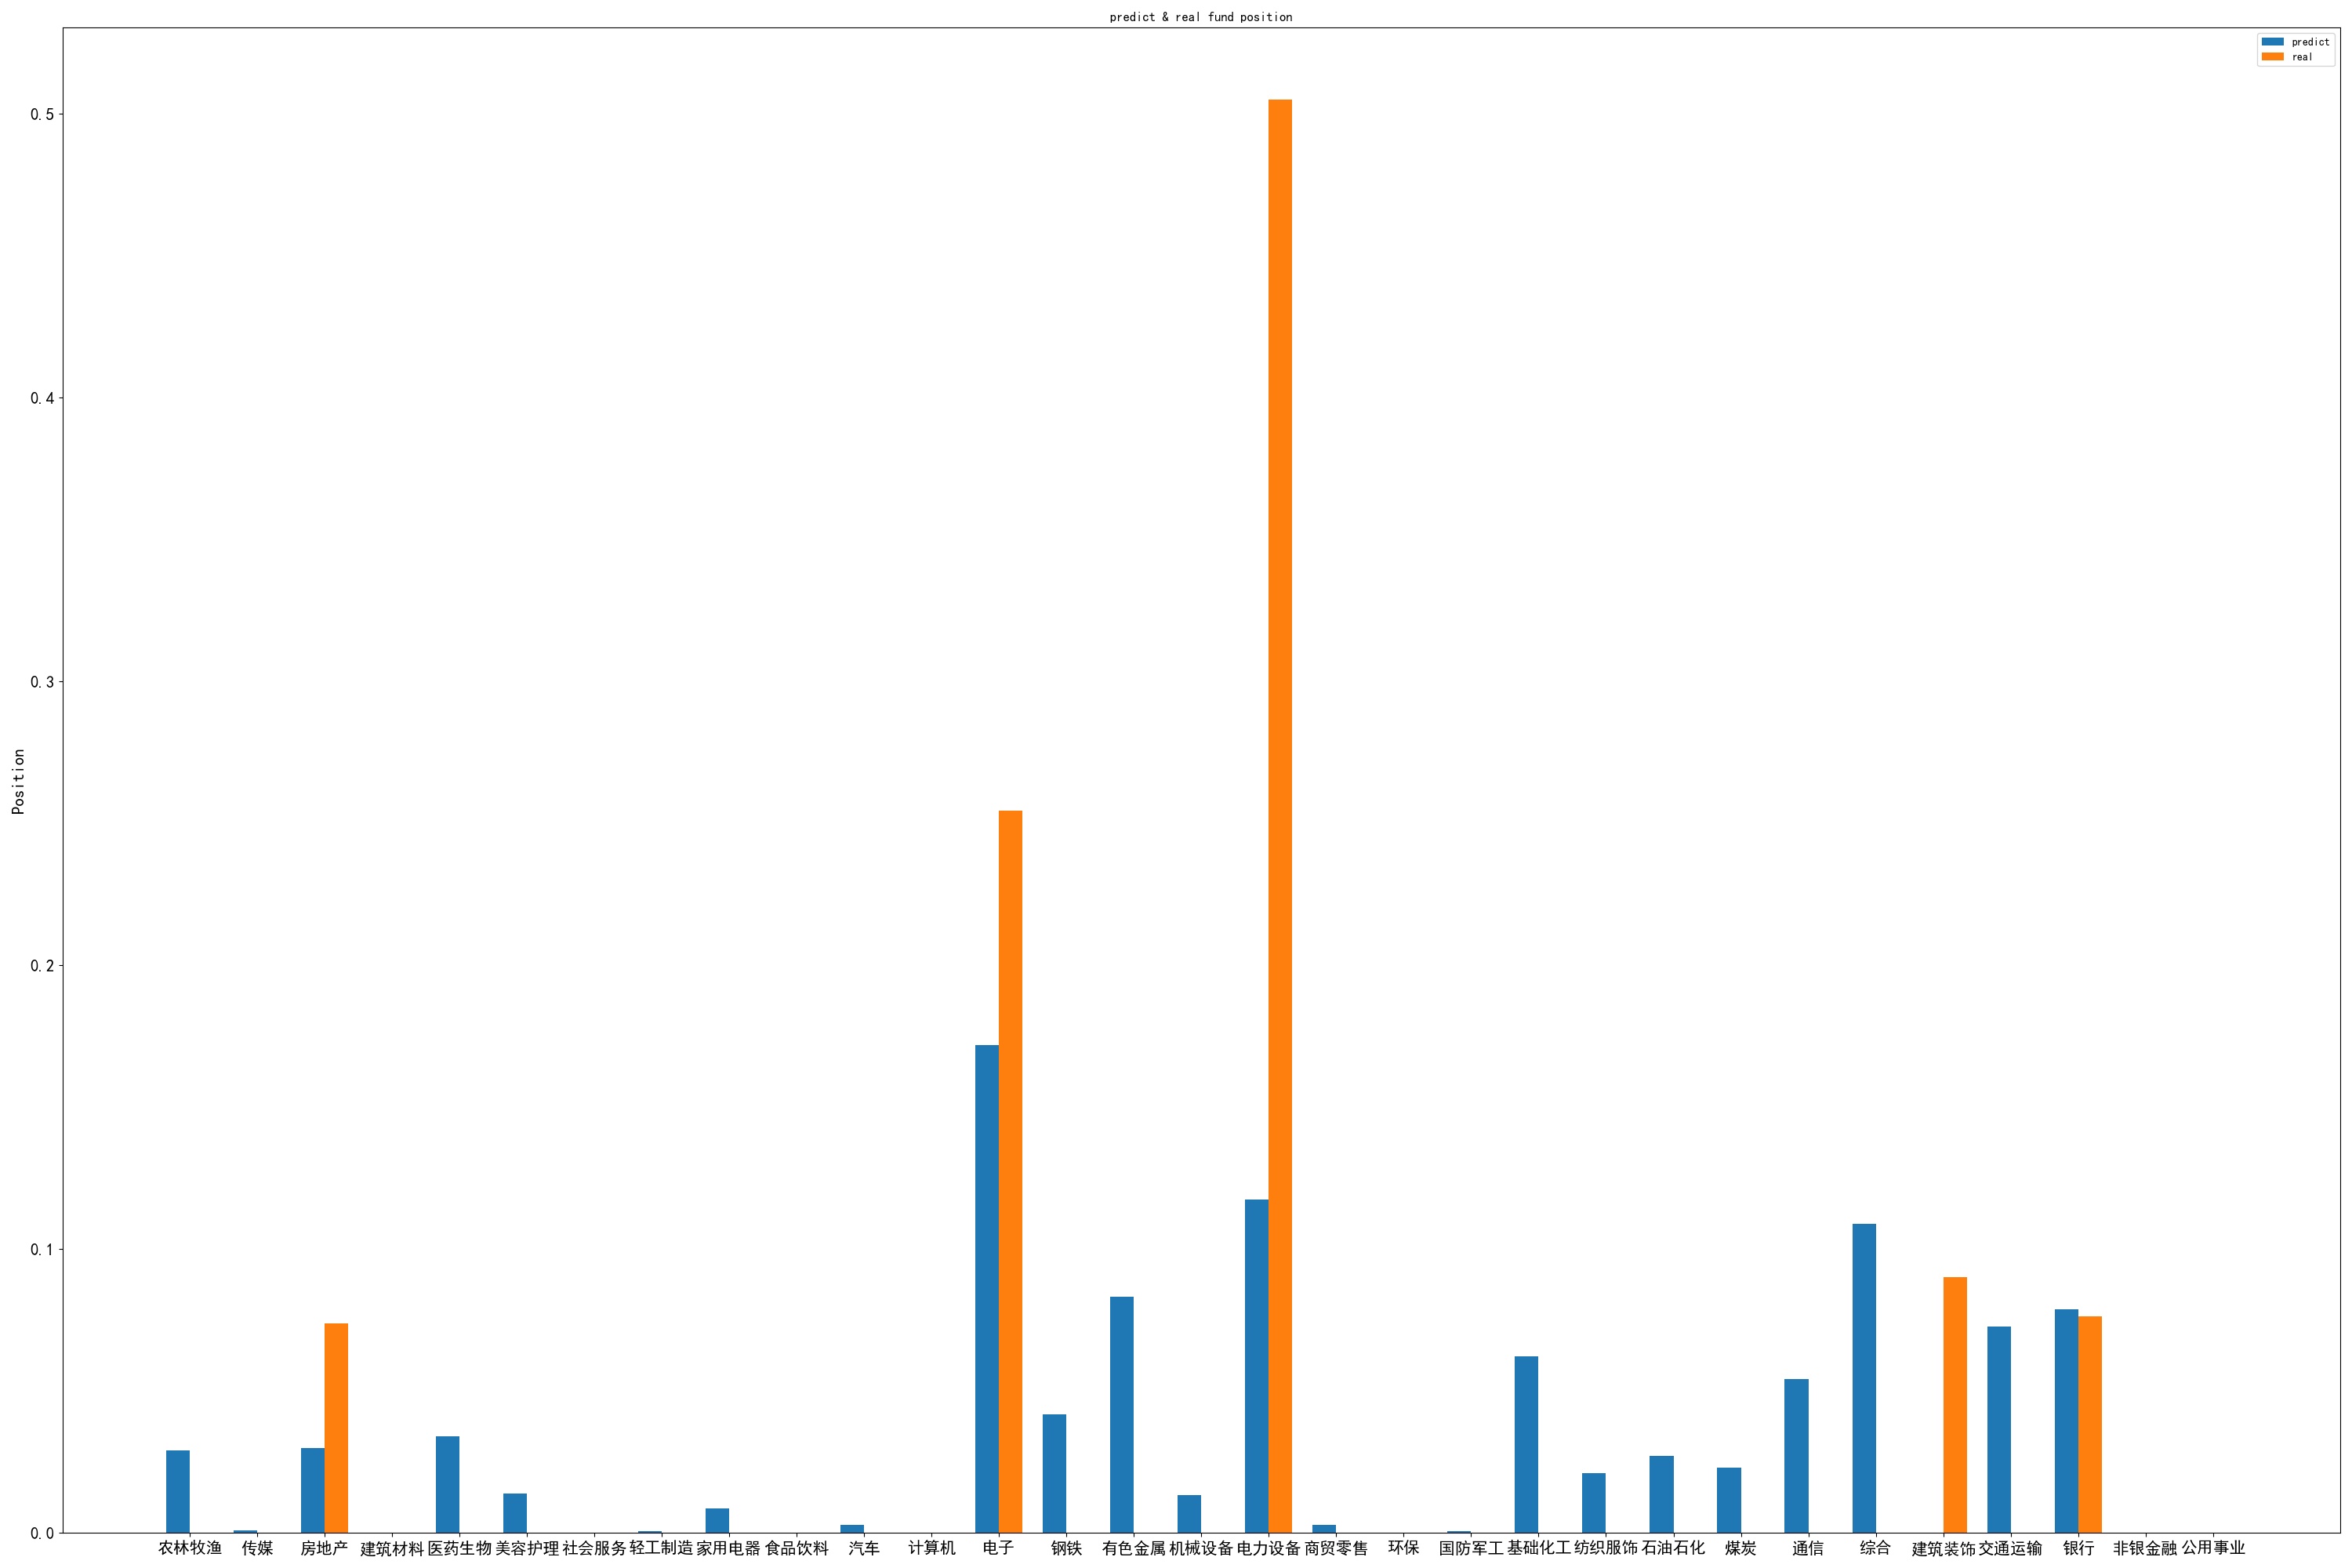 predict & real fund position
predict
real
0.5
0.4
0.3
0.2
0.1
0.0
Position
农林牧渔 传媒 房地产 建筑材料 医药生物 美容护理 社会服务 轻工制造 家用电器 食品饮料 汽车 计算机 电子 钢铁 有色金属 机械设备 电力设备 商贸零售 环保 国防军工 基础化工 纺织服饰 石油石化 煤炭 通信 综合 建筑装饰 交通运输 银行 非银金融 公用事业